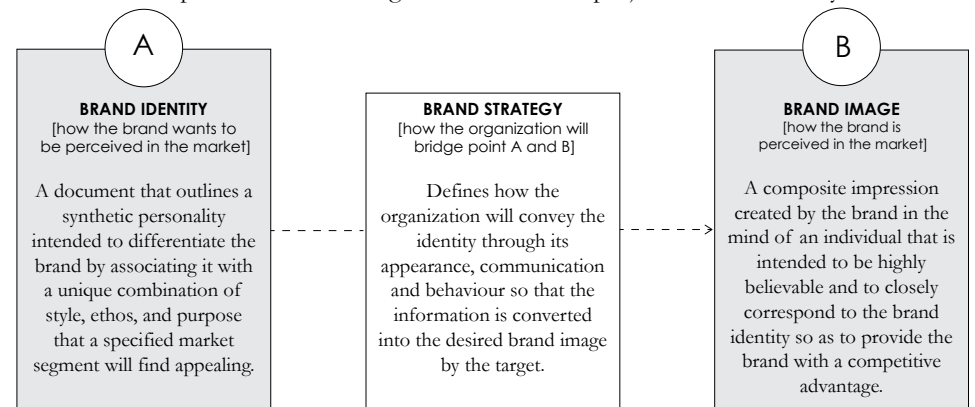 A
BRAND IDENTITY
[how the brand wants to
be perceived in the market]
A document that outlines a
synthetic personality
intended to differentiate the
brand by associating it with
a unique combination of
style, ethos, and purpose
that a specified market
segment will find appealing.
BRAND STRATEGY
[how the organization will
bridge point A and B]
Defines how the
organization will convey the
identity through its
appearance, communication
and behaviour so that the
information is converted
into the desired brand image
by the target.
B
BRAND IMAGE
[how the brand is
perceived in the market]
A composite impression
created by the brand in the
mind of an individual that is
intended to be highly
believable and to closely
correspond to the brand
identity so as to provide the
brand with a competitive
advantage.